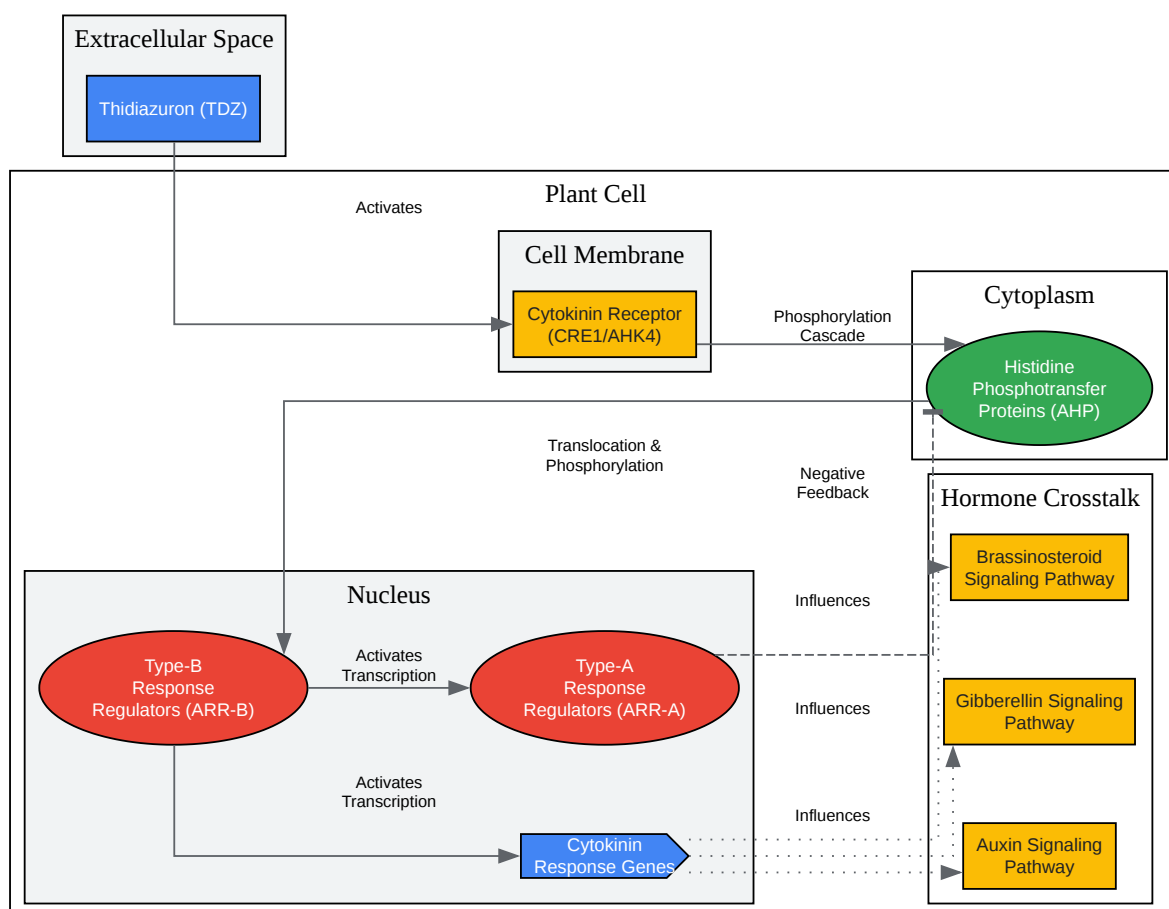 Extracellular Space
Thidiazuron (TDZ)
Plant Cell
Activates
Cell Membrane
Cytokinin Receptor
(CRE1/AHK4)
Phosphorylation
Cascade
Cytoplasm
Histidine
Phosphotransfer
Proteins (AHP)
Translocation &
Phosphorylation
Negative
Feedback
Hormone Crosstalk
Brassinosteroid
Signaling Pathway
Influences
Nucleus
Type-B
Response
Regulators (ARR-B)
Activates
Transcription
Type-A
Response
Regulators (ARR-A)
Influences
Gibberellin Signaling
Pathway
Activates
Transcription
Influences
Cytokinin
Response Genes
Auxin Signaling
Pathway